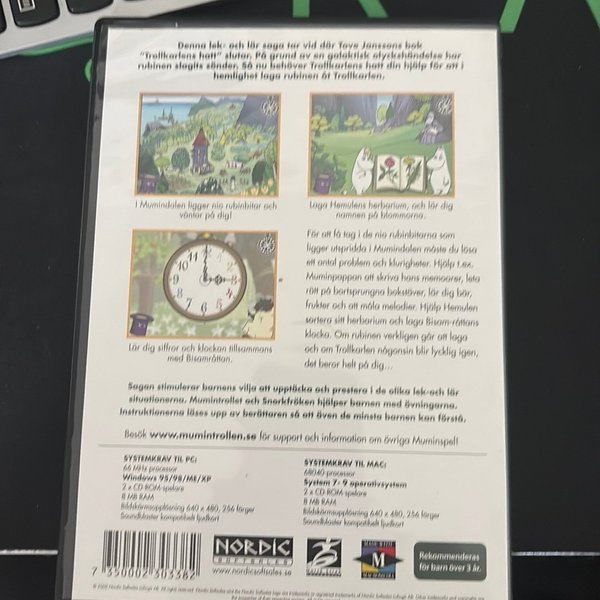 Denna lek- och lär saga tar vid där Tove Janssons bok
"Trollkarlens hatt" slutar. På grund av en galaktisk olyckshändelse har
rubinen slagits sönder. Så nu behöver Trollkarlens hatt din hjälp för att i
hemlighet laga rubinen åt Trollkarlen.
I Mumindalen ligger nio rubinbitar och
väntar på dig!
Laga Hemulens herbarium, och lär dig
namnen på blommorna.
Lär dig siffror och klockan tillsammans
med Bisamråttan.
För att få tag i de nio rubinbitarna som
ligger utspridda i Mumindalen måste du lösa
ett antal problem och klurigheter. Hjälp t.ex.
Muminpappan att skriva hans memoarer, leta
rätt på bortsprungna bokstäver, lär dig bär,
frukter och att måla melodier. Hjälp Hemulen
sortera sitt herbarium och laga Bisam-råttans
klocka. Om rubinen verkligen går att laga
och om Trollkarlen någonsin blir lycklig igen,
det beror helt på dig...
Sagan stimulerar barnens vilja att upptäcka och prestera i de olika lek-och lär
situationerna. Mumintrollet och Snorkfröken hjälper barnen med övningarna.
Instruktionerna läses upp av berättaren så att även de minsta barnen kan förstå.
Besök www.mumintrollen.se för support och information om övriga Muminspel!
SYSTEMKRAV TIL PC:
66 MHz processor
Windows 95/98/ME/XP
2 x CD-ROM-spelare
8 MB RAM
Bildskärmsupplösning 640 x 480, 256 färger
Soundblaster kompatibelt ljudkort
SYSTEMKRAV TIL MAC:
68040 processor
System 7- 9 operativsystem
2 x CD-ROM-spelare
8 MB RAM
Bildskärmsupplösning 640 x 480, 256 färger
Soundblaster kompatibelt ljudkort
7 350002 303382
NORDIC
SOFTSALES
www.nordicsoftsales.se
M
Rekommenderas
för barn över 3 år.